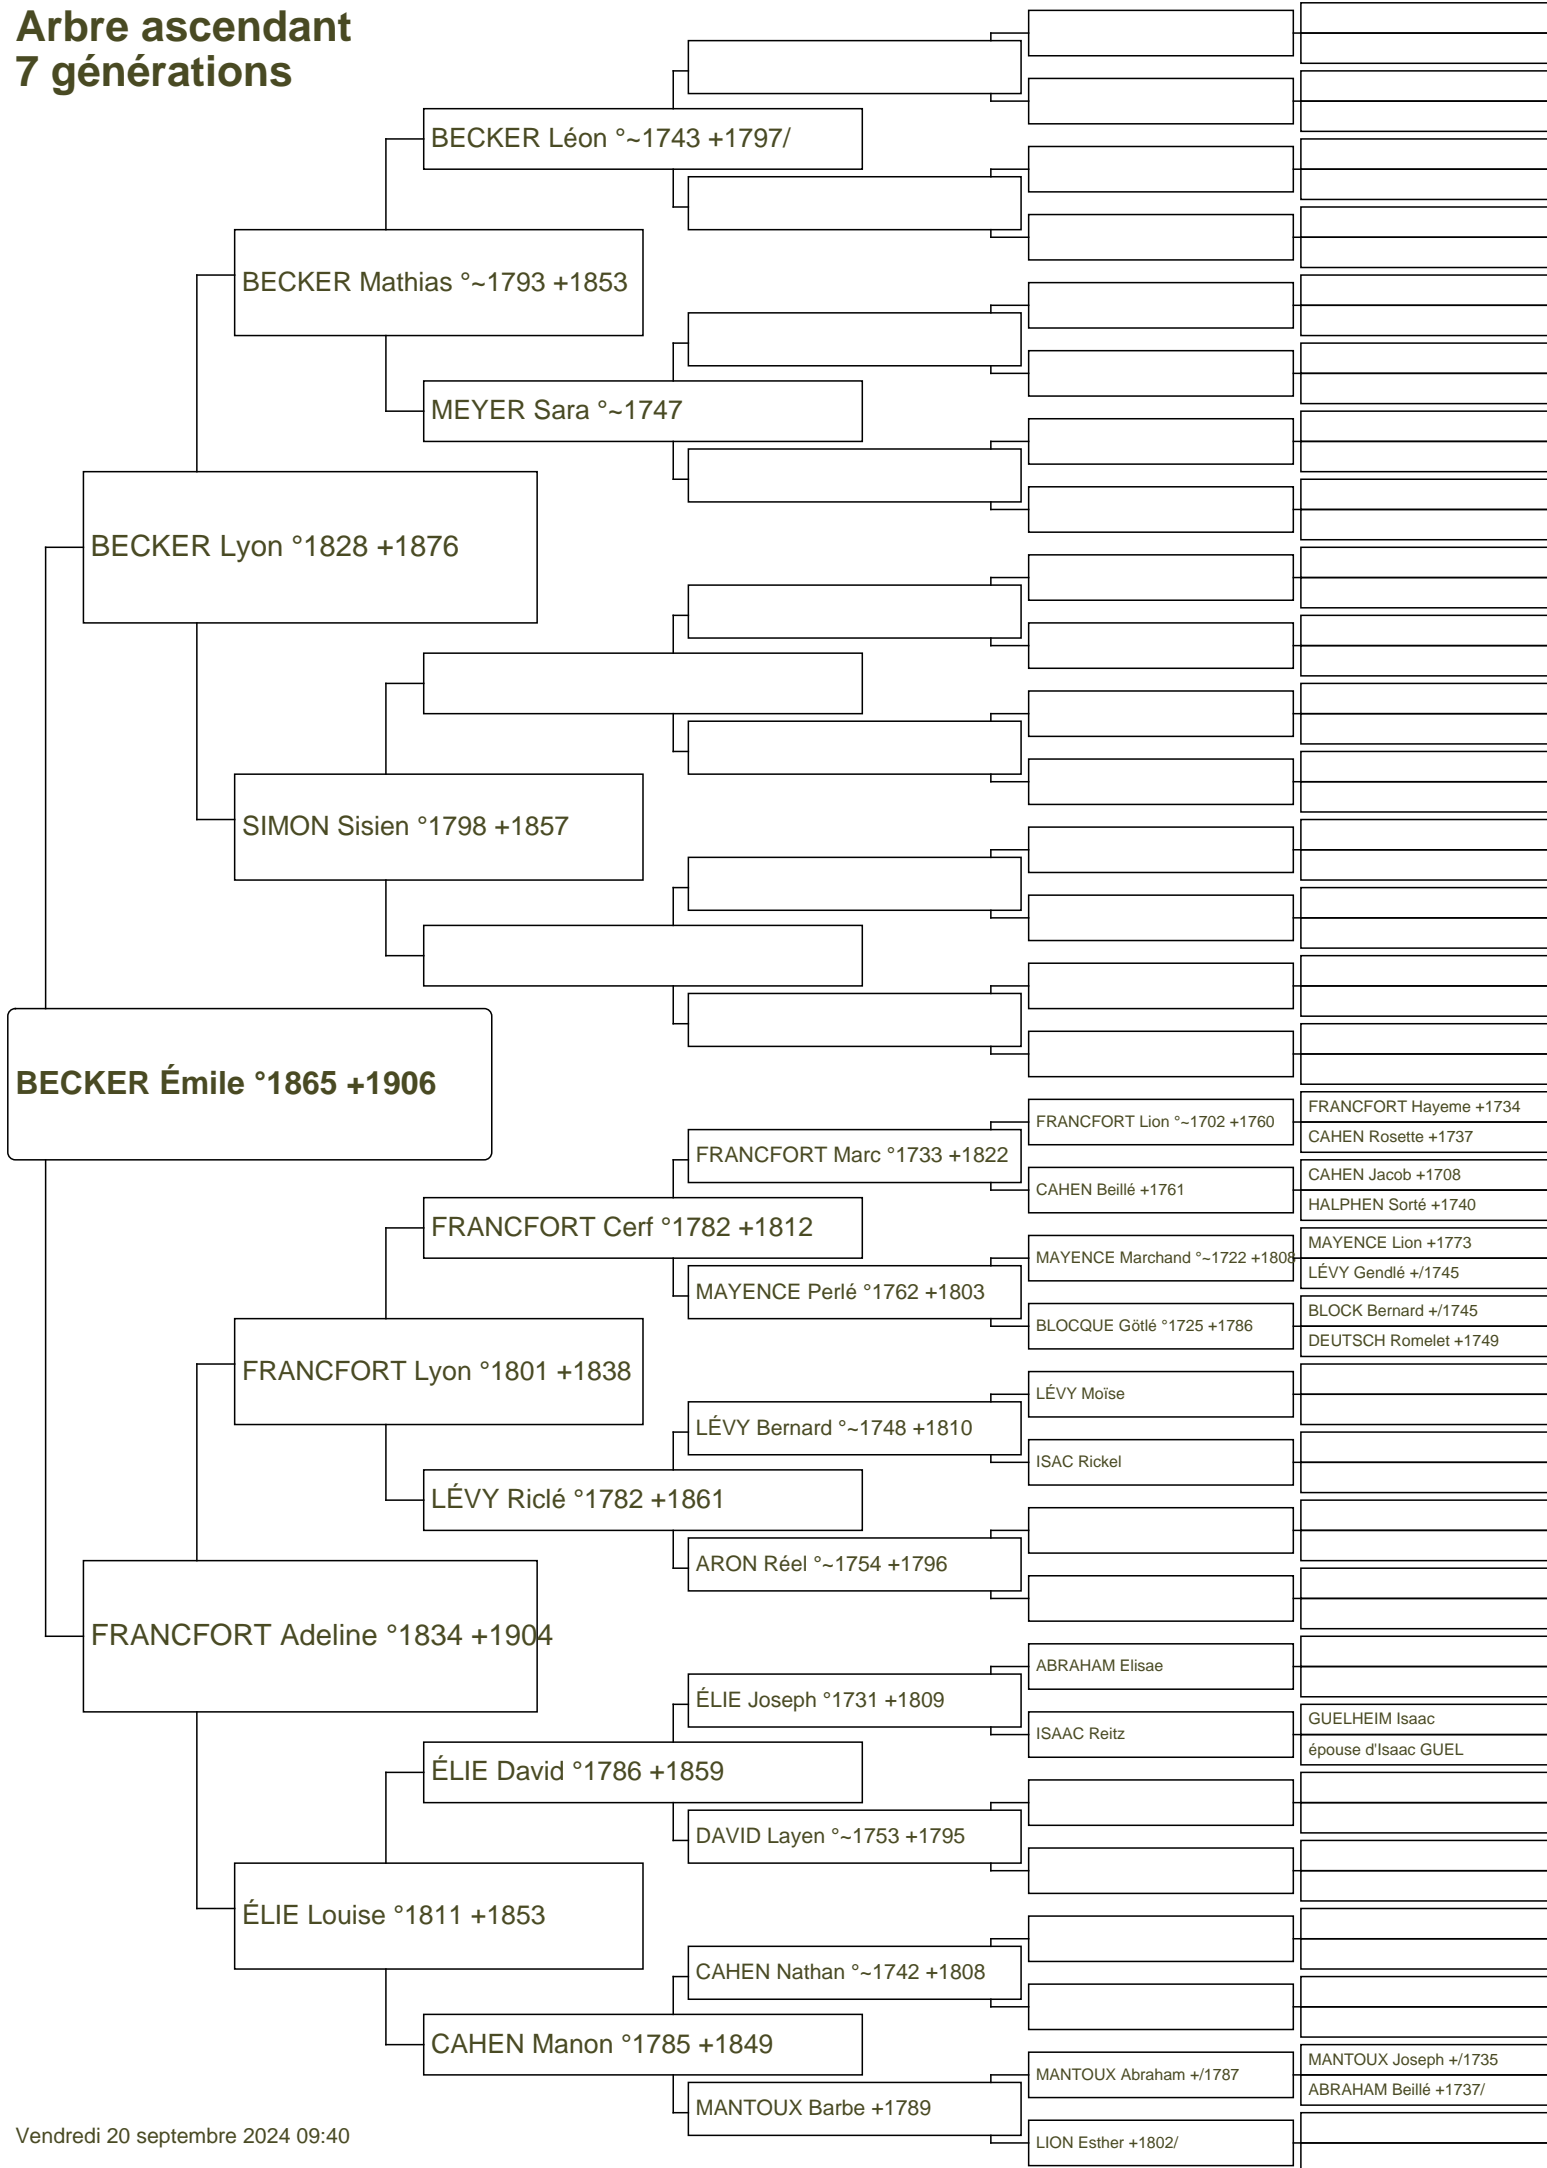 Arbre ascendant
7 générations
BECKER Léon °~1743 +1797/
BECKER Mathias °~1793 +1853
MEYER Sara °~1747
BECKER Lyon °1828 +1876
SIMON Sisien °1798 +1857
BECKER Émile °1865 +1906
FRANCFORT Hayeme +1734
FRANCFORT Lion °~1702 +1760
CAHEN Rosette +1737
FRANCFORT Marc °1733 +1822
CAHEN Jacob +1708
CAHEN Beillé +1761
HALPHEN Sorté +1740
FRANCFORT Cerf °1782 +1812
MAYENCE Lion +1773
MAYENCE Marchand °~1722 +1808
LÉVY Gendlé +/1745
MAYENCE Perlé °1762 +1803
BLOCK Bernard +/1745
BLOCQUE Götlé °1725 +1786
DEUTSCH Romelet +1749
FRANCFORT Lyon °1801 +1838
LÉVY Moïse
LÉVY Bernard °~1748 +1810
ISAC Rickel
LÉVY Riclé °1782 +1861
ARON Réel °~1754 +1796
FRANCFORT Adeline °1834 +1904
ABRAHAM Elisae
ÉLIE Joseph °1731 +1809
GUELHEIM Isaac
ISAAC Reitz
épouse d'Isaac GUEL
ÉLIE David °1786 +1859
DAVID Layen °~1753 +1795
ÉLIE Louise °1811 +1853
CAHEN Nathan °~1742 +1808
CAHEN Manon °1785 +1849
MANTOUX Joseph +/1735
MANTOUX Abraham +/1787
ABRAHAM Beillé +1737/
MANTOUX Barbe +1789
LION Esther +1802/
Vendredi 20 septembre 2024 09:40